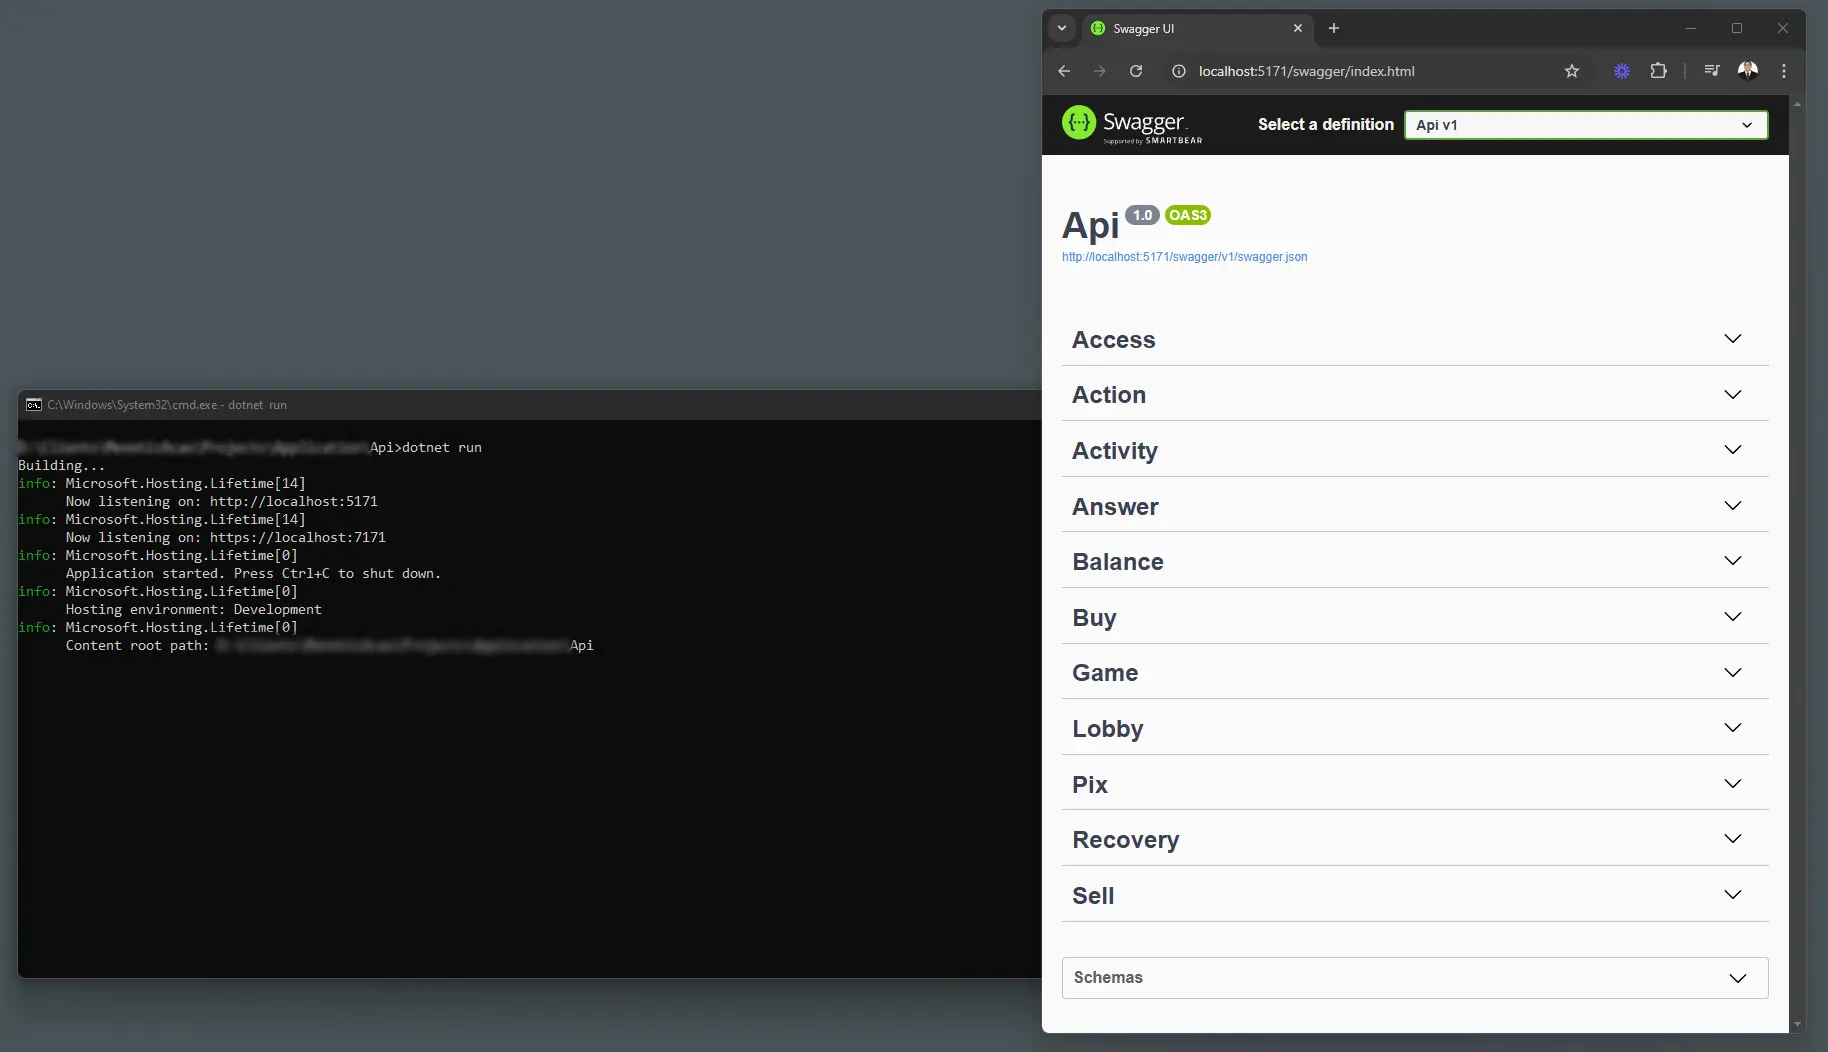 C:\Windows\System32\cmd.exe - dotnet run
Api>dotnet run
Building...
info: Microsoft.Hosting.Lifetime[14]
Now listening on: http://localhost:5171
info: Microsoft.Hosting.Lifetime[14]
Now listening on: https://localhost:7171
info: Microsoft.Hosting.Lifetime[0]
Application started. Press Ctrl+C to shut down.
info: Microsoft.Hosting.Lifetime[0]
Hosting environment: Development
info: Microsoft.Hosting.Lifetime[0]
Content root path: Api
Swagger UI
localhost:5171/swagger/index.html
Swagger.
Supported by SMARTBEAR
Select a definition
Api v1
Api 1.0 OAS3
http://localhost:5171/swagger/v1/swagger.json
Access
Action
Activity
Answer
Balance
Buy
Game
Lobby
Pix
Recovery
Sell
Schemas